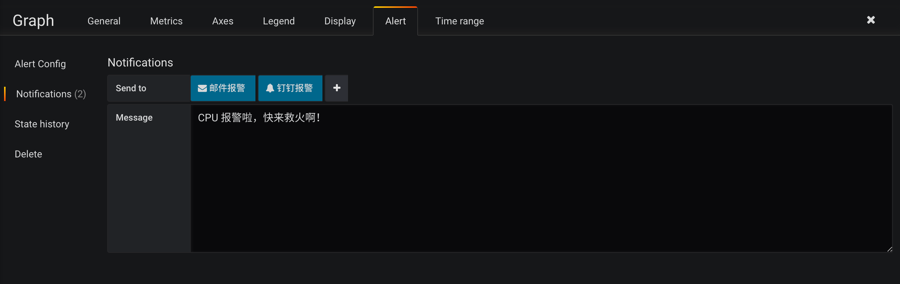 Graph General Metrics Axes Legend Display Alert Time range
Alert Config
Notifications (2)
State history
Delete
Notifications
Send to 邮件报警 钉钉报警
Message
CPU 报警啦，快来救火啊！